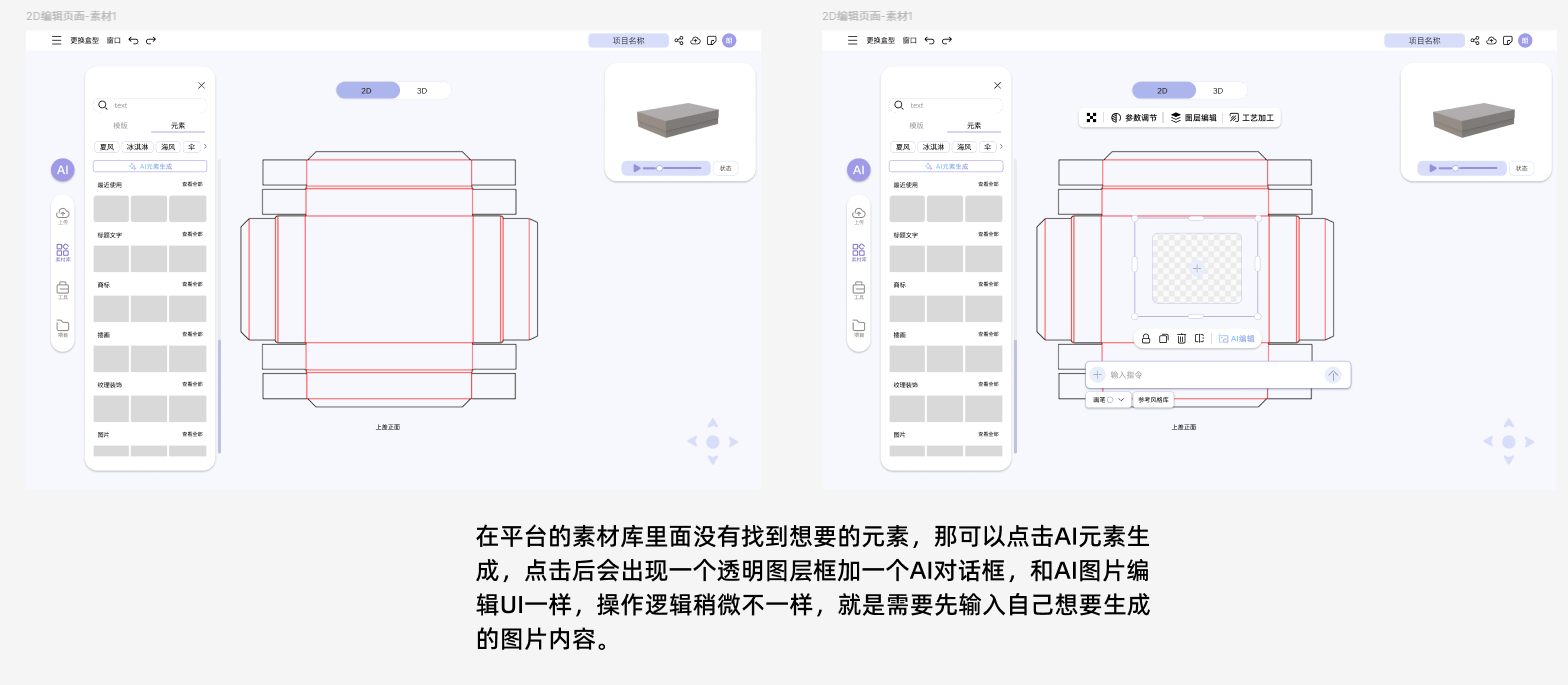 2D编辑页面-素材1
更换盒型 窗口
项目名称
图
2D 3D
text
模版 元素
夏风 冰淇淋 海风 伞
AI元素生成
AI
上传
素材库
工具
项目
最近使用 查看全部
标题文字 查看全部
商标 查看全部
插画 查看全部
纹理装饰 查看全部
图片 查看全部
状态
上盖正面
2D编辑页面-素材1
更换盒型 窗口
项目名称
图
2D 3D
参数调节 图层编辑 工艺加工
text
模版 元素
夏风 冰淇淋 海风 伞
AI元素生成
AI
上传
素材库
工具
项目
最近使用 查看全部
标题文字 查看全部
商标 查看全部
插画 查看全部
纹理装饰 查看全部
图片 查看全部
状态
AI编辑
输入指令
画笔 参考风格库
上盖正面
在平台的素材库里面没有找到想要的元素，那可以点击AI元素生
成，点击后会出现一个透明图层框加一个AI对话框，和AI图片编
辑UI一样，操作逻辑稍微不一样，就是需要先输入自己想要生成
的图片内容。